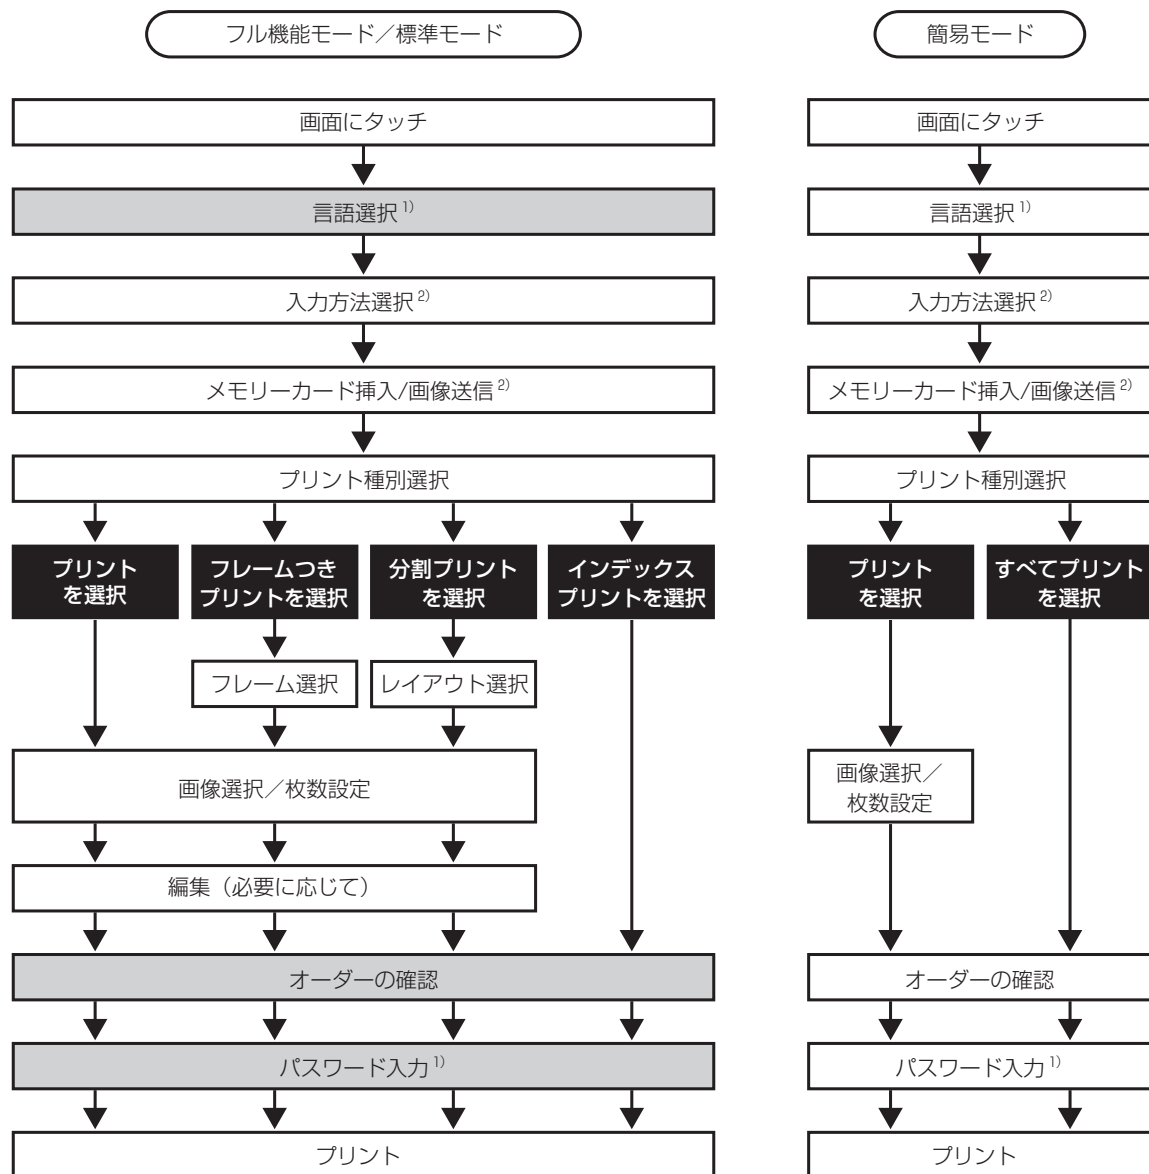 フル機能モード／標準モード
画面にタッチ
言語選択 1)
入力方法選択 2)
メモリーカード挿入/画像送信 2)
プリント種別選択
プリント
を選択
フレームつき
プリントを選択
分割プリント
を選択
インデックス
プリントを選択
フレーム選択
レイアウト選択
画像選択／枚数設定
編集（必要に応じて）
オーダーの確認
パスワード入力 1)
プリント
簡易モード
画面にタッチ
言語選択 1)
入力方法選択 2)
メモリーカード挿入/画像送信 2)
プリント種別選択
プリント
を選択
すべてプリント
を選択
画像選択／
枚数設定
オーダーの確認
パスワード入力 1)
プリント